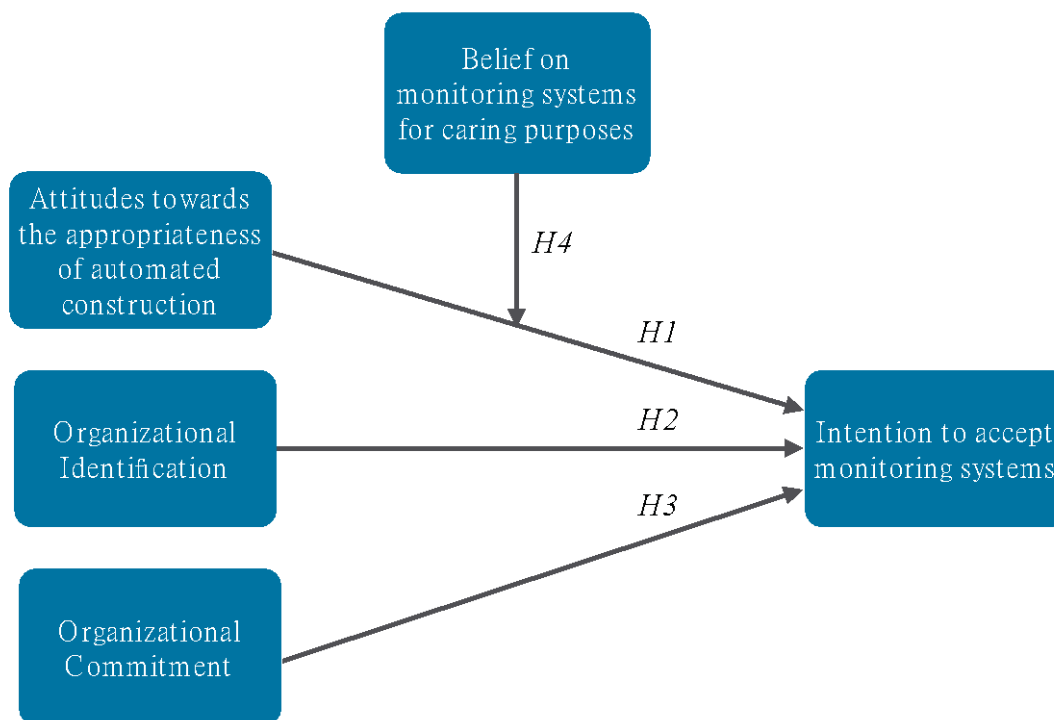 Belief on
monitoring systems
for caring purposes
Attitudes towards
the appropriateness
of automated
construction
H4
H1
Organizational
Identification
H2
Intention to accept
monitoring systems
H3
Organizational
Commitment